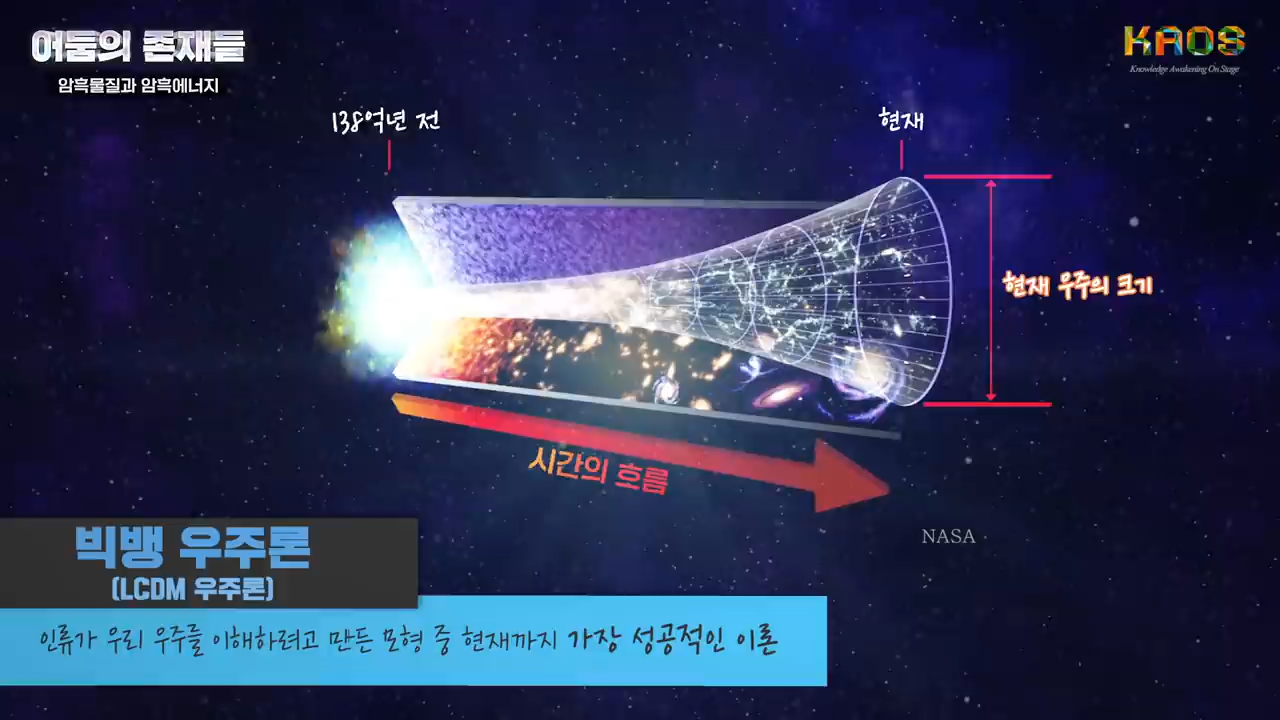 어둠의 존재들
암흑물질과 암흑에너지
KAOS
Knowledge Awakening On Stage
138억년 전
현재
현재 우주의 크기
시간의 흐름
NASA
빅뱅 우주론
(LCDM 우주론)
인류가 우리 우주를 이해하려고 만든 모형 중 현재까지 가장 성공적인 이론